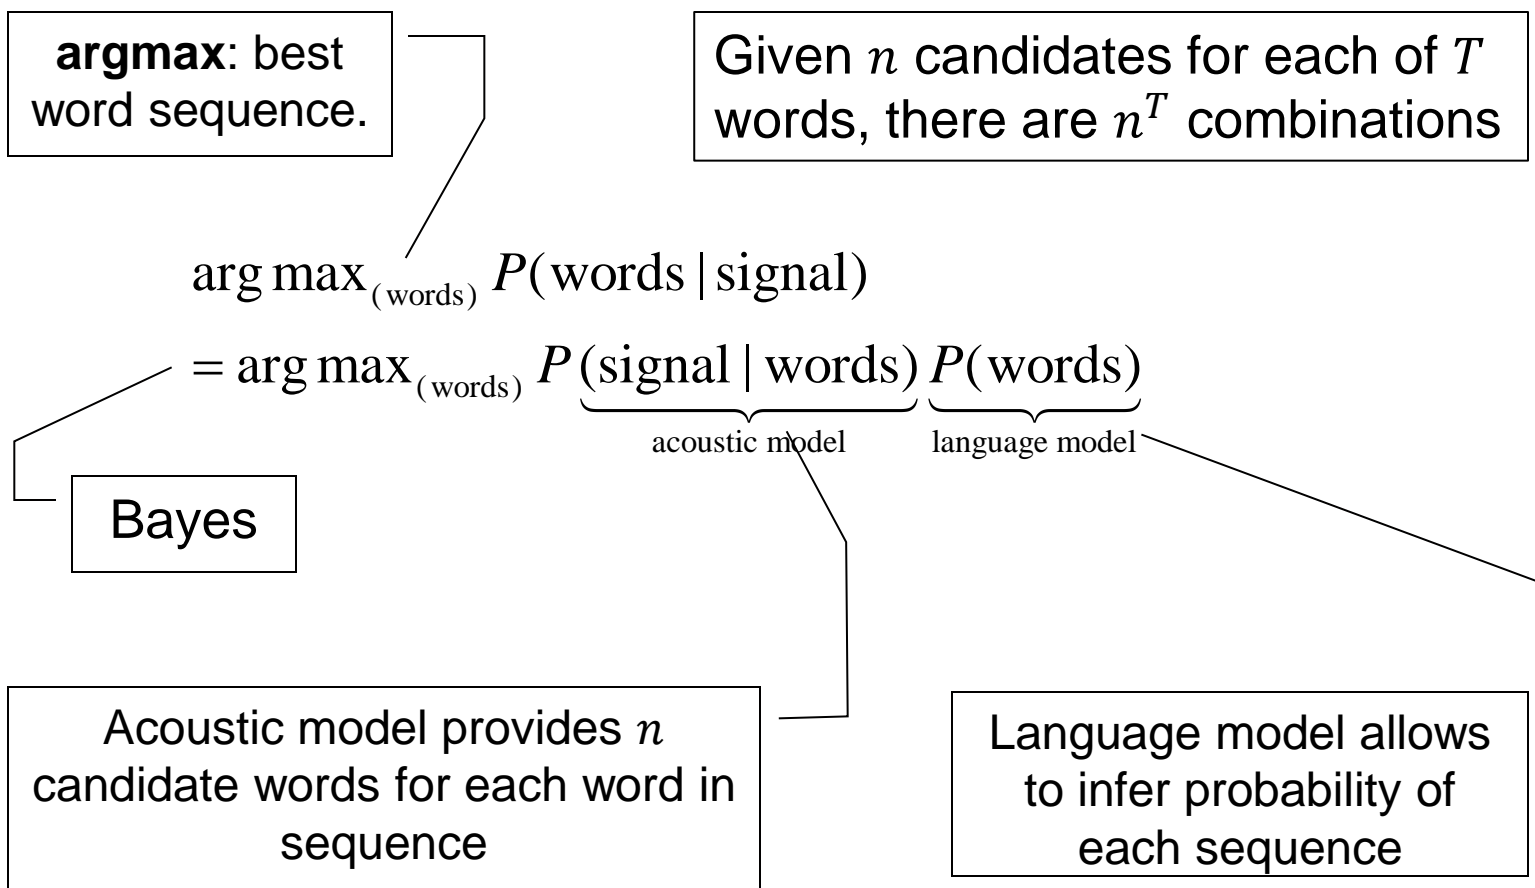 argmax: best
word sequence.
Given n candidates for each of T
words, there are n^T combinations
arg max_(words) P(words | signal)
= arg max_(words) P(signal | words) P(words)
acoustic model
language model
Bayes
Acoustic model provides n
candidate words for each word in
sequence
Language model allows
to infer probability of
each sequence